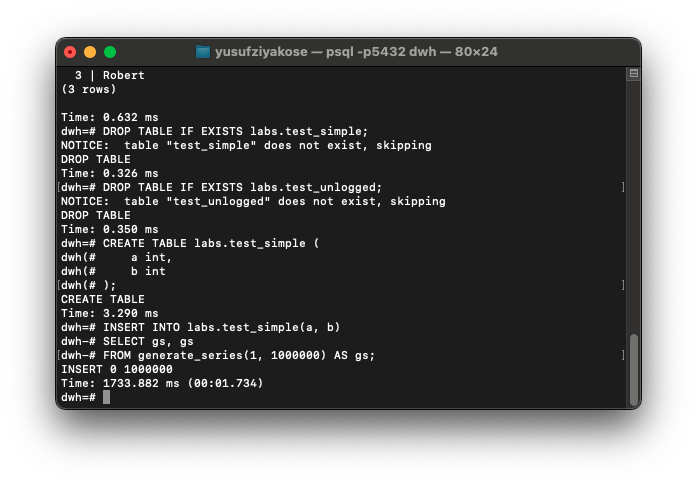 yusufziyakose — psql -p5432 dwh — 80×24
  3 | Robert
(3 rows)

Time: 0.632 ms
dwh=# DROP TABLE IF EXISTS labs.test_simple;
NOTICE:  table "test_simple" does not exist, skipping
DROP TABLE
Time: 0.326 ms
[dwh=# DROP TABLE IF EXISTS labs.test_unlogged; ]
NOTICE:  table "test_unlogged" does not exist, skipping
DROP TABLE
Time: 0.350 ms
dwh=# CREATE TABLE labs.test_simple (
dwh(#     a int,
dwh(#     b int
[dwh(# ); ]
CREATE TABLE
Time: 3.290 ms
dwh=# INSERT INTO labs.test_simple(a, b)
dwh-# SELECT gs, gs
[dwh-# FROM generate_series(1, 1000000) AS gs; ]
INSERT 0 1000000
Time: 1733.882 ms (00:01.734)
dwh=#